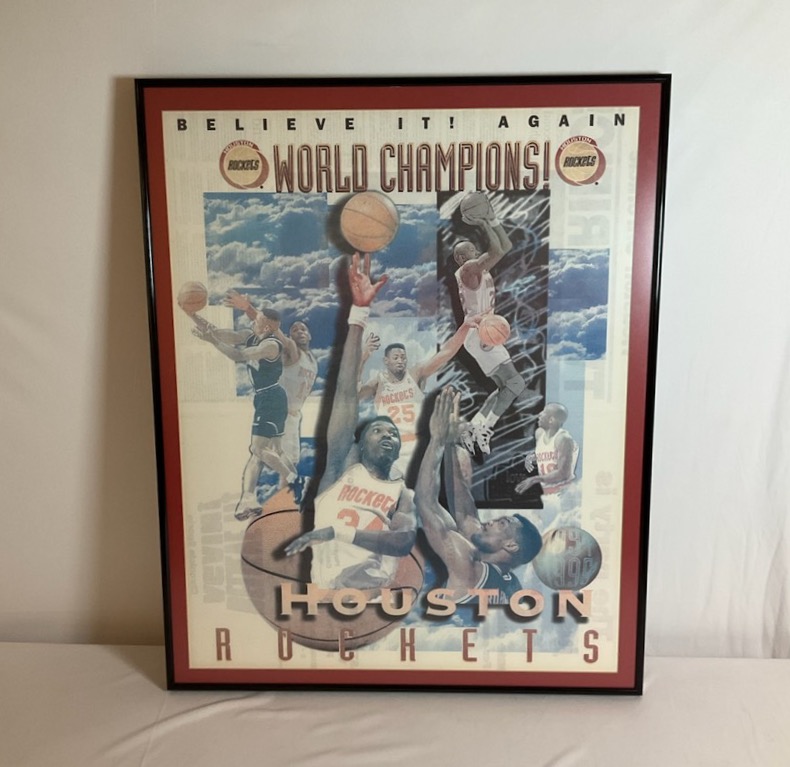 BELIEVE IT! AGAIN
HOUSTON ROCKETS
WORLD CHAMPIONS!
HOUSTON ROCKETS
ROCKETS
25
ROCKETS
34
HOUSTON
ROCKETS